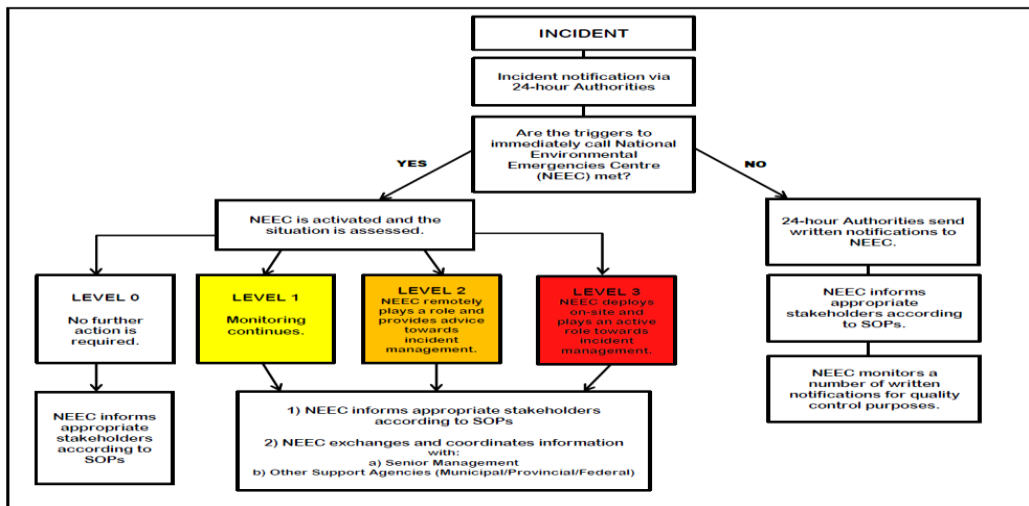 INCIDENT
Incident notification via
24-hour Authorities
Are the triggers to
immediately call National
Environmental
Emergencies Centre
(NEEC) met?
YES
NO
NEEC is activated and the
situation is assessed.
24-hour Authorities send
written notifications to
NEEC.
LEVEL 0
No further
action is
required.
LEVEL 1
Monitoring
continues.
LEVEL 2
NEEC remotely
plays a role and
provides advice
towards
incident
management.
LEVEL 3
NEEC deploys
on-site and
plays an active
role towards
incident
management.
NEEC informs
appropriate
stakeholders according
to SOPs.
NEEC monitors a
number of written
notifications for quality
control purposes.
NEEC informs
appropriate
stakeholders
according to
SOPs
1) NEEC informs appropriate stakeholders
according to SOPs
2) NEEC exchanges and coordinates information
with:
a) Senior Management
b) Other Support Agencies (Municipal/Provincial/Federal)